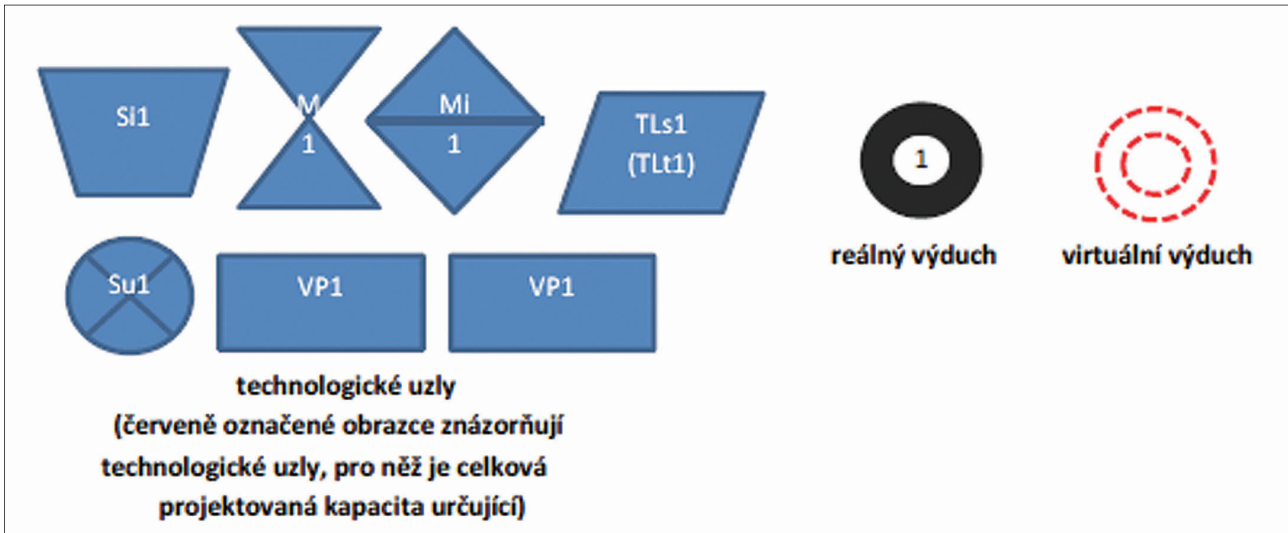 Si1
M
1
Mi
1
TLs1
(TLt1)
1
reálný výduch
virtuální výduch
Su1
VP1
VP1
technologické uzly
(červeně označené obrazce znázorňují
technologické uzly, pro něž je celková
projektovaná kapacita určující)